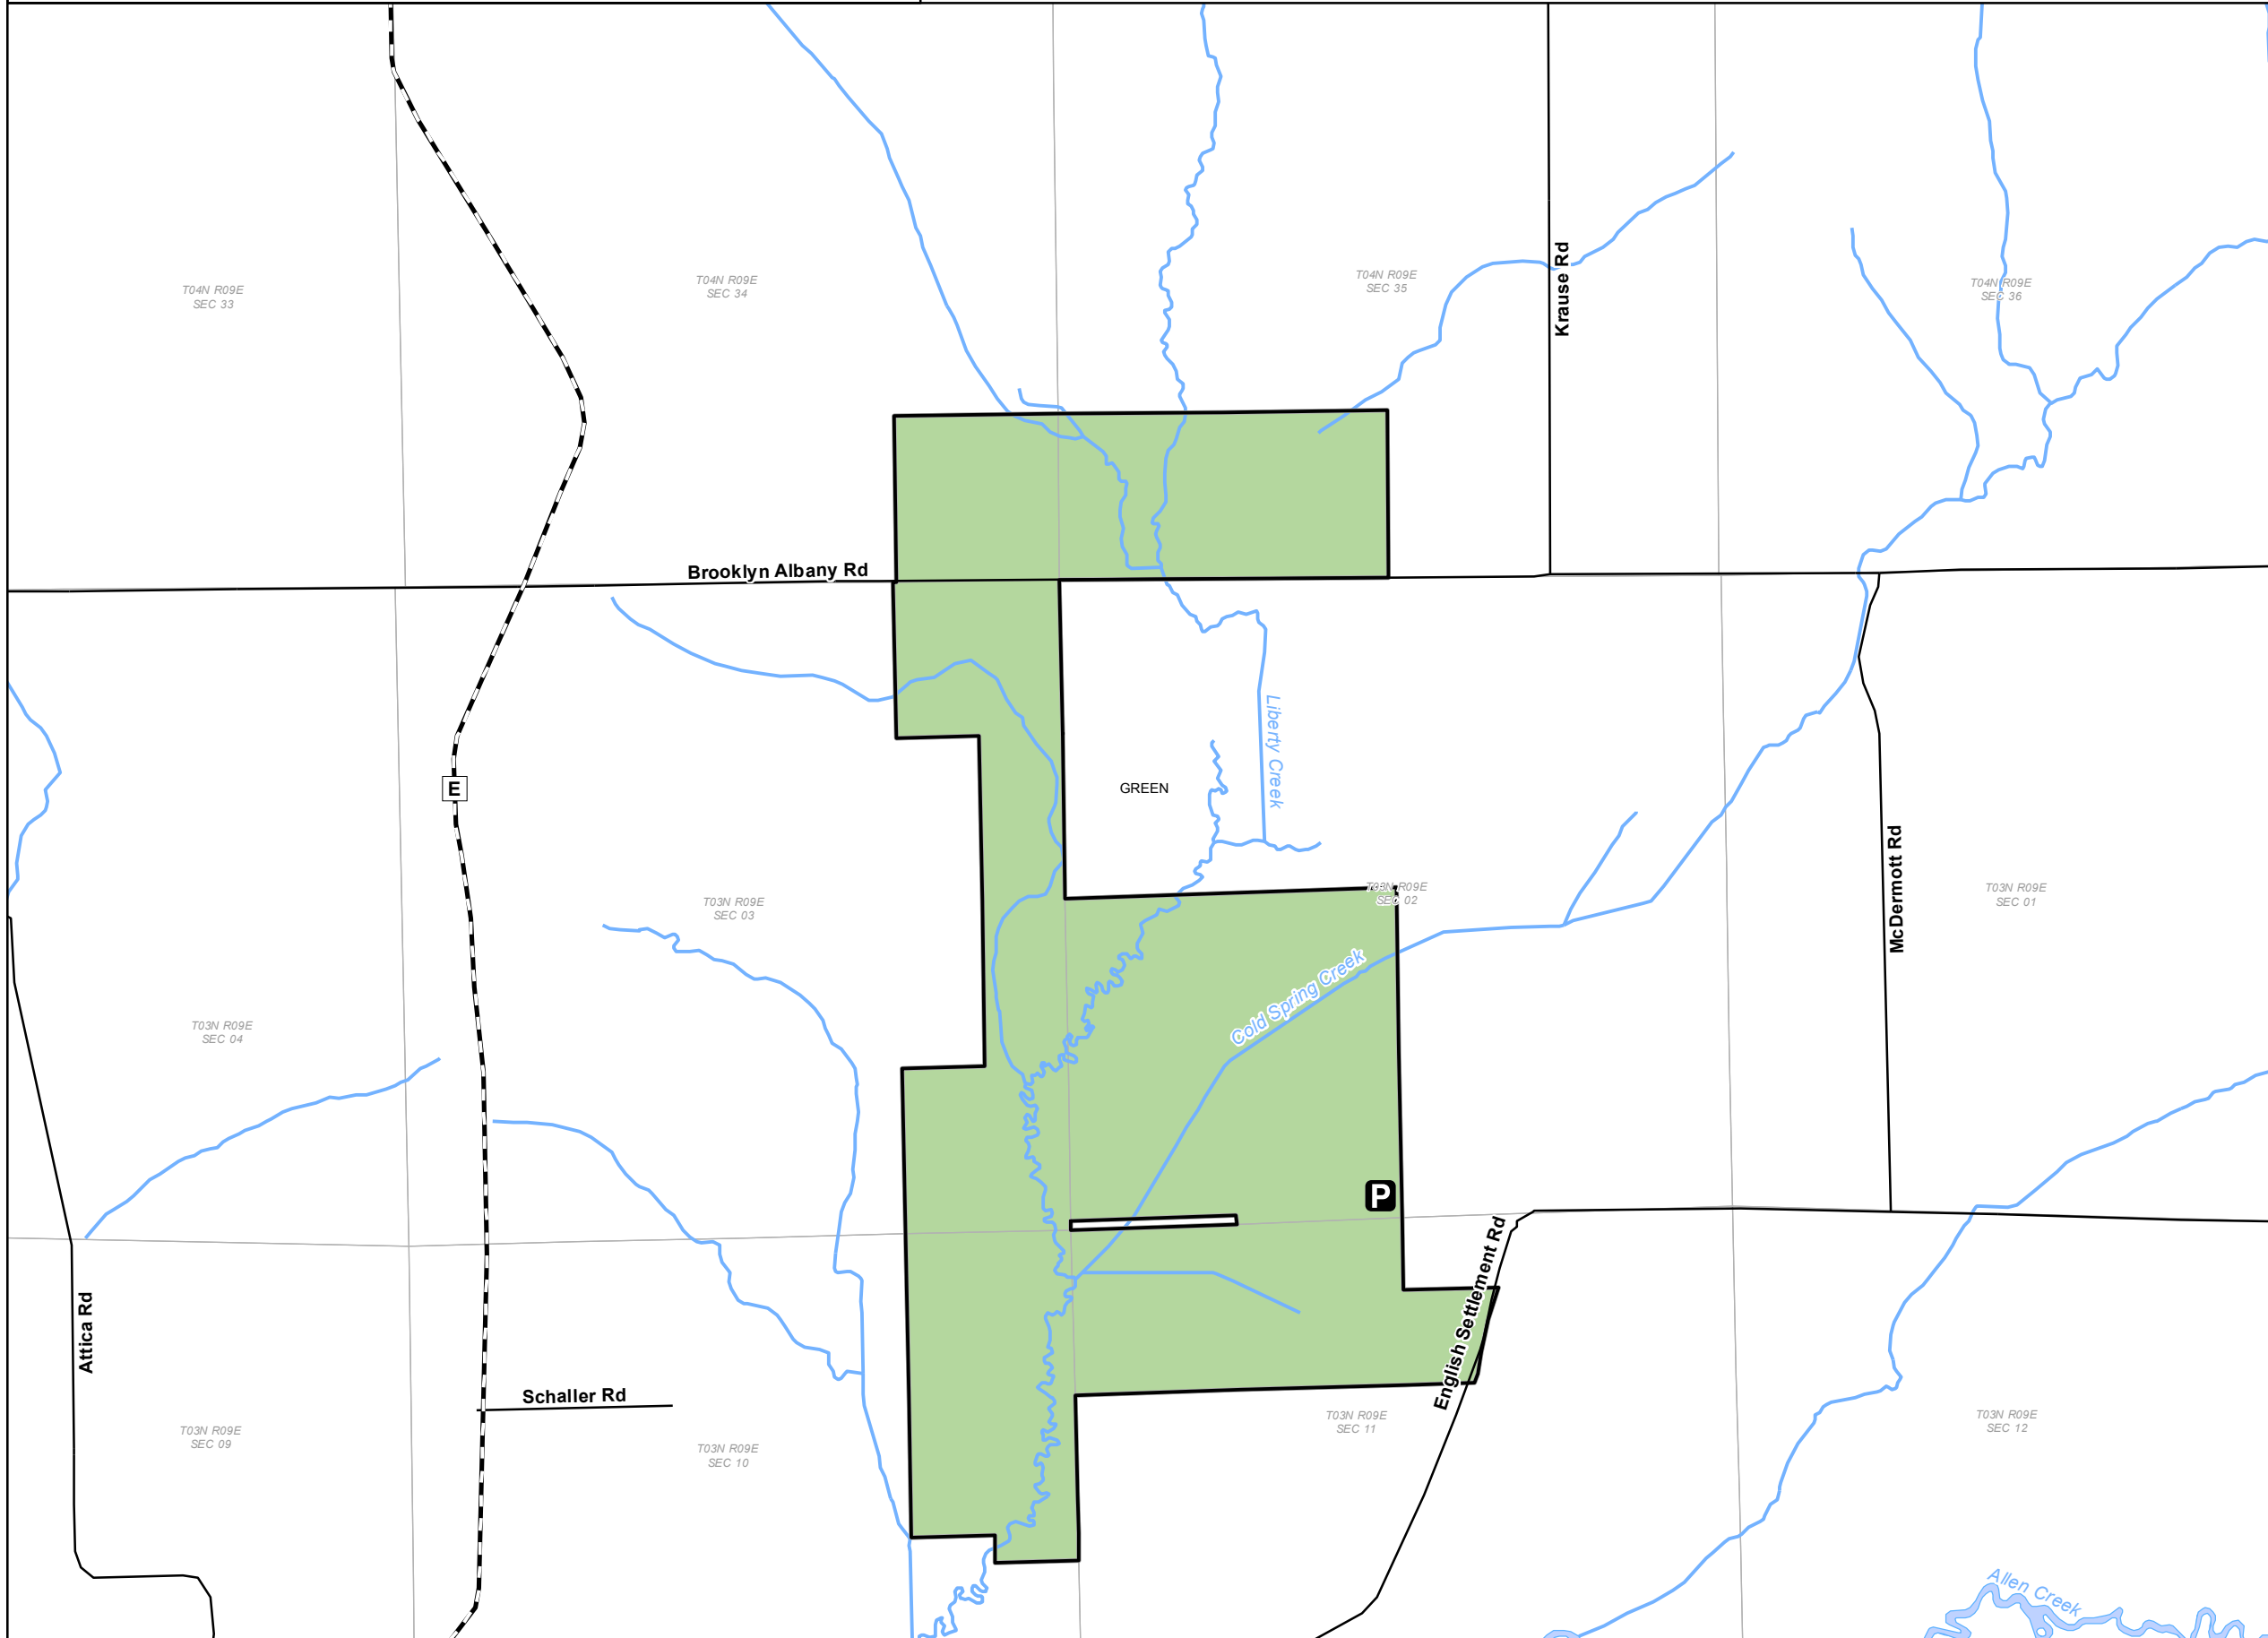 T04N R09E
SEC 33
T04N R09E
SEC 34
T04N R09E
SEC 35
Krause Rd
T04N R09E
SEC 36
Brooklyn Albany Rd
Liberty Creek
E
GREEN
T03N R09E
SEC 03
T03N R09E
SEC 02
McDermott Rd
T03N R09E
SEC 01
Cold Spring Creek
T03N R09E
SEC 04
P
English Settlement Rd
Attica Rd
Schaller Rd
T03N R09E
SEC 09
T03N R09E
SEC 10
T03N R09E
SEC 11
T03N R09E
SEC 12
Allen Creek